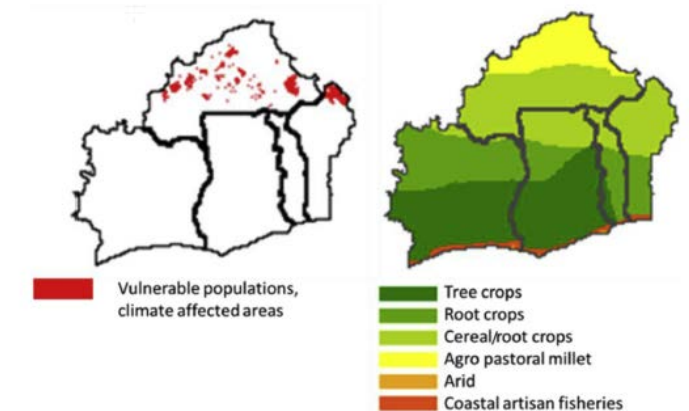 Vulnerable populations,
climate affected areas
Tree crops
Root crops
Cereal/root crops
Agro pastoral millet
Arid
Coastal artisan fisheries